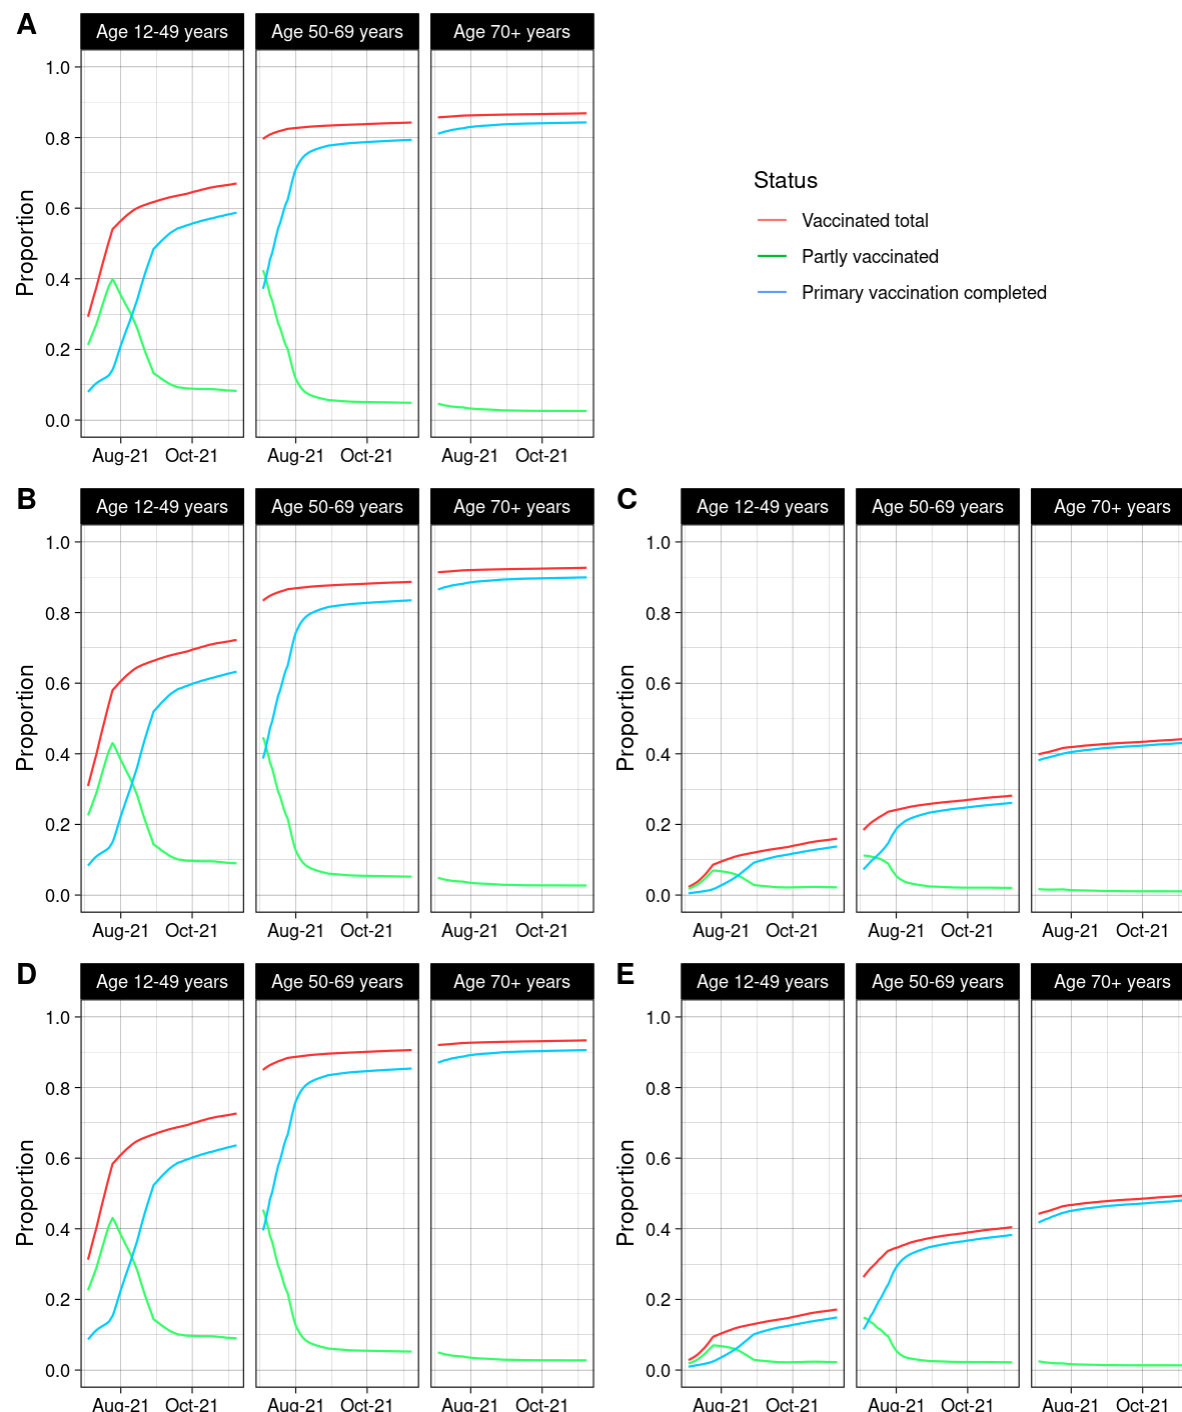 A
Age 12-49 years Age 50-69 years Age 70+ years
1.0
0.8
0.6
0.4
0.2
0.0
Proportion
Aug-21 Oct-21 Aug-21 Oct-21 Aug-21 Oct-21
Status
Vaccinated total
Partly vaccinated
Primary vaccination completed
B
Age 12-49 years Age 50-69 years Age 70+ years
1.0
0.8
0.6
0.4
0.2
0.0
Proportion
Aug-21 Oct-21 Aug-21 Oct-21 Aug-21 Oct-21
C
Age 12-49 years Age 50-69 years Age 70+ years
1.0
0.8
0.6
0.4
0.2
0.0
Proportion
Aug-21 Oct-21 Aug-21 Oct-21 Aug-21 Oct-21
D
Age 12-49 years Age 50-69 years Age 70+ years
1.0
0.8
0.6
0.4
0.2
0.0
Proportion
Aug-21 Oct-21 Aug-21 Oct-21 Aug-21 Oct-21
E
Age 12-49 years Age 50-69 years Age 70+ years
1.0
0.8
0.6
0.4
0.2
0.0
Proportion
Aug-21 Oct-21 Aug-21 Oct-21 Aug-21 Oct-21